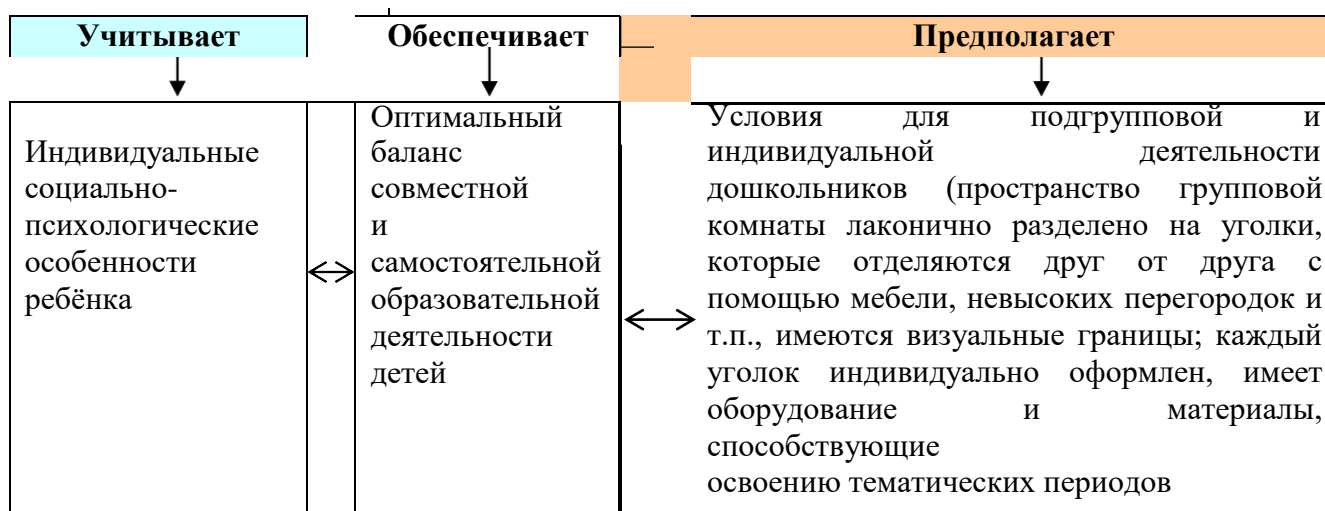 Учитывает
Обеспечивает
Предполагает
Индивидуальные
социально-
психологические
особенности
ребёнка
Оптимальный
баланс
совместной
и
самостоятельной
образовательной
деятельности
детей
Условия для подгрупповой и
индивидуальной деятельности
дошкольников (пространство групповой
комнаты лаконично разделено на уголки,
которые отделяются друг от друга с
помощью мебели, невысоких перегородок и
т.п., имеются визуальные границы; каждый
уголок индивидуально оформлен, имеет
оборудование и материалы,
способствующие
освоению тематических периодов